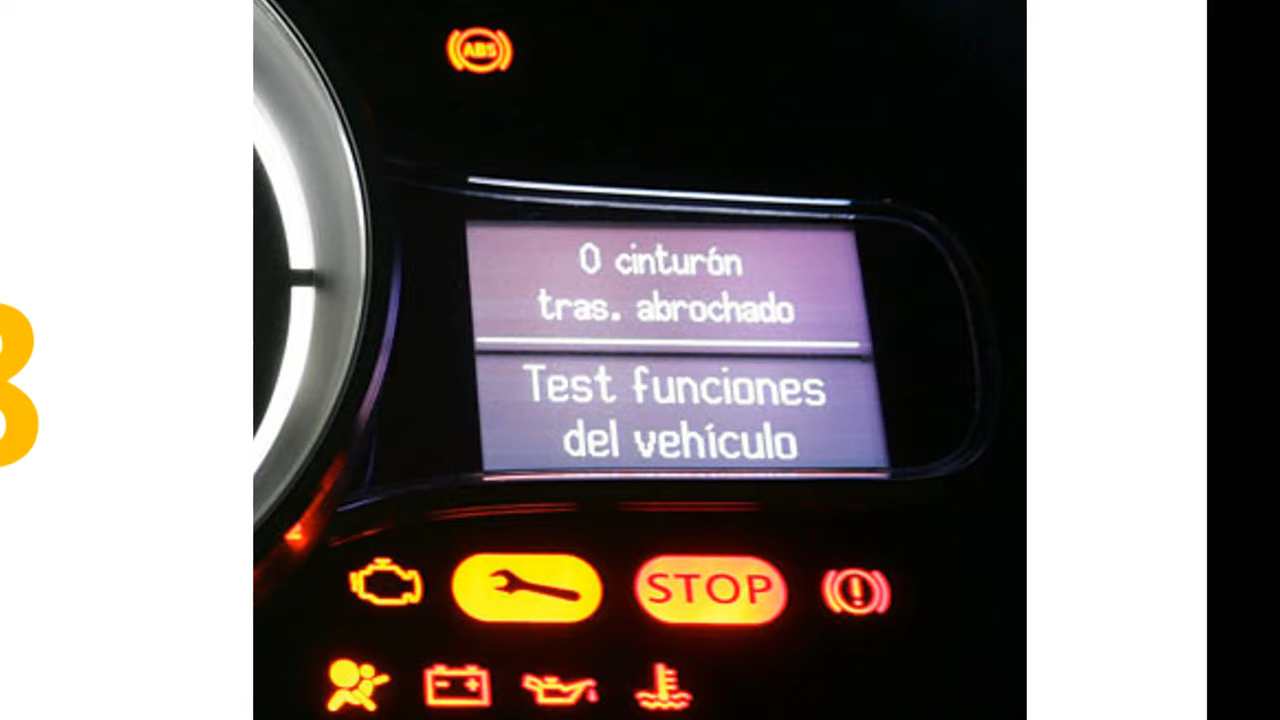 ABS
0 cinturón
tras. abrochado
Test funciones
del vehículo
STOP